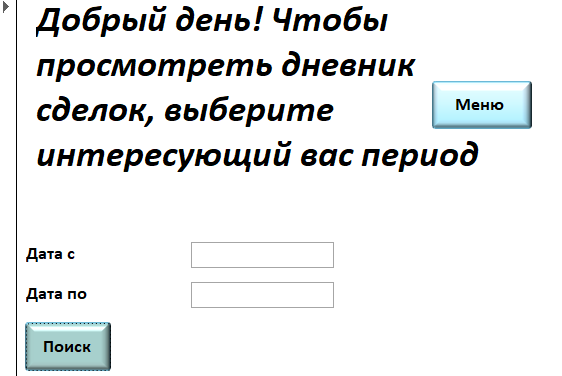 Добрый день! Чтобы
просмотреть дневник
сделок, выберите
интересующий вас период
Меню
Дата с
Дата по
Поиск